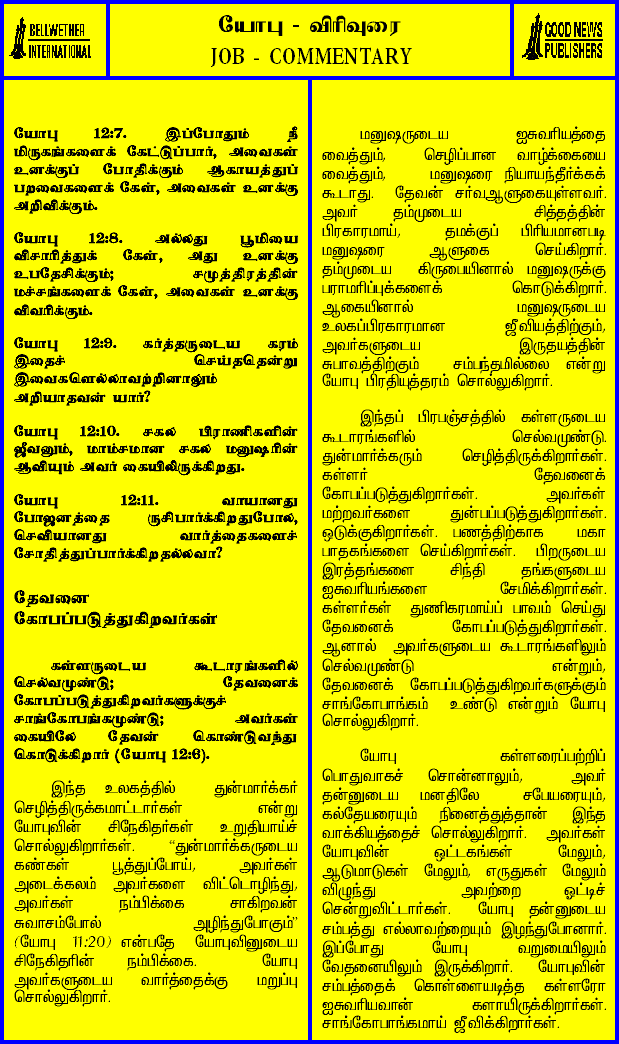 BELLWETHER
INTERNATIONAL
யோபு - விரிவுரை
JOB - COMMENTARY
GOOD NEWS
PUBLISHERS
யோபு 12:7. இப்போதும் நீ
மிருகங்களைக் கேட்டுப்பார், அவைகள்
உனக்குப் போதிக்கும் ஆகாயத்துப்
பறவைகளைக் கேள், அவைகள் உனக்கு
அறிவிக்கும்.
யோபு 12:8. அல்லது பூமியை
விசாரித்துக் கேள், அது உனக்கு
உபதேசிக்கும்; சமுத்திரத்தின்
மச்சங்களைக் கேள், அவைகள் உனக்கு
விவரிக்கும்.
யோபு 12:9. கர்த்தருடைய கரம்
இதைச் செய்ததென்று
இவைகளெல்லாவற்றினாலும்
அறியாதவன் யார்?
யோபு 12:10. சகல பிராணிகளின்
ஜீவனும், மாம்சமான சகல மனுஷரின்
ஆவியும் அவர் கையிலிருக்கிறது.
யோபு 12:11. வாயானது
போஜனத்தை ருசிபார்க்கிறதுபோல,
செவியானது வார்த்தைகளைச்
சோதித்துப்பார்க்கிறதல்லவா?
தேவனை
கோபப்படுத்துகிறவர்கள்
கள்ளருடைய கூடாரங்களில்
செல்வமுண்டு; தேவனைக்
கோபப்படுத்துகிறவர்களுக்குச்
சாங்கோபங்கமுண்டு; அவர்கள்
கையிலே தேவன் கொண்டுவந்து
கொடுக்கிறார் (யோபு 12:6).
இந்த உலகத்தில் துன்மார்க்கர்
செழித்திருக்கமாட்டார்கள் என்று
யோபுவின் சிநேகிதர்கள் உறுதியாய்ச்
சொல்லுகிறார்கள். “துன்மார்க்கருடைய
கண்கள் பூத்துப்போய், அவர்கள்
அடைக்கலம் அவர்களை விட்டொழிந்து,
அவர்கள் நம்பிக்கை சாகிறவன்
சுவாசம்போல் அழிந்துபோகும்”
(யோபு 11:20) என்பதே யோபுவினுடைய
சிநேகிதரின் நம்பிக்கை. யோபு
அவர்களுடைய வார்த்தைக்கு மறுப்பு
சொல்லுகிறார்.
மனுஷருடைய ஐசுவரியத்தை
வைத்தும், செழிப்பான வாழ்க்கையை
வைத்தும், மனுஷரை நியாயந்தீர்க்கக்
கூடாது. தேவன் சர்வஆளுகையுள்ளவர்.
அவர் தம்முடைய சித்தத்தின்
பிரகாரமாய், தமக்குப் பிரியமானபடி
மனுஷரை ஆளுகை செய்கிறார்.
தம்முடைய கிருபையினால் மனுஷருக்கு
பராமரிப்புக்களைக் கொடுக்கிறார்.
ஆகையினால் மனுஷருடைய
உலகப்பிரகாரமான ஜீவியத்திற்கும்,
அவர்களுடைய இருதயத்தின்
சுபாவத்திற்கும் சம்பந்தமில்லை என்று
யோபு பிரதியுத்தரம் சொல்லுகிறார்.
இந்தப் பிரபஞ்சத்தில் கள்ளருடைய
கூடாரங்களில் செல்வமுண்டு.
துன்மார்க்கரும் செழித்திருக்கிறார்கள்.
கள்ளர் தேவனைக்
கோபப்படுத்துகிறார்கள். அவர்கள்
மற்றவர்களை துன்பப்படுத்துகிறார்கள்.
ஒடுக்குகிறார்கள். பணத்திற்காக மகா
பாதகங்களை செய்கிறார்கள். பிறருடைய
இரத்தங்களை சிந்தி தங்களுடைய
ஐசுவரியங்களை சேமிக்கிறார்கள்.
கள்ளர்கள் துணிகரமாய்ப் பாவம் செய்து
தேவனைக் கோபப்படுத்துகிறார்கள்.
ஆனால் அவர்களுடைய கூடாரங்களிலும்
செல்வமுண்டு என்றும்,
தேவனைக் கோபப்படுத்துகிறவர்களுக்கும்
சாங்கோபாங்கம் உண்டு என்றும் யோபு
சொல்லுகிறார்.
யோபு கள்ளரைப்பற்றிப்
பொதுவாகச் சொன்னாலும், அவர்
தன்னுடைய மனதிலே சபேயரையும்,
கல்தேயரையும் நினைத்துத்தான் இந்த
வாக்கியத்தைச் சொல்லுகிறார். அவர்கள்
யோபுவின் ஒட்டகங்கள் மேலும்,
ஆடுமாடுகள் மேலும், எருதுகள் மேலும்
விழுந்து அவற்றை ஓட்டிச்
சென்றுவிட்டார்கள். யோபு தன்னுடைய
சம்பத்து எல்லாவற்றையும் இழந்துபோனார்.
இப்போது யோபு வறுமையிலும்
வேதனையிலும் இருக்கிறார். யோபுவின்
சம்பத்தைக் கொள்ளையடித்த கள்ளரோ
ஐசுவரியவான் களாயிருக்கிறார்கள்.
சாங்கோபாங்கமாய் ஜீவிக்கிறார்கள்.